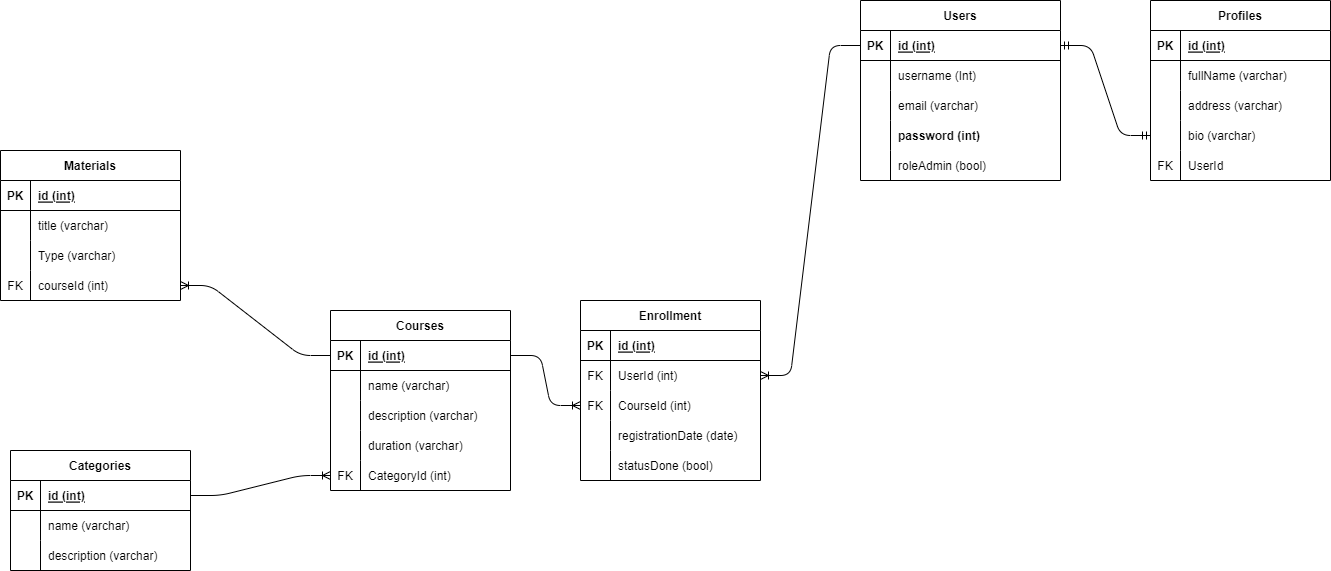 Users
PK id (int)
username (Int)
email (varchar)
password (int)
roleAdmin (bool)
Profiles
PK id (int)
fullName (varchar)
address (varchar)
bio (varchar)
FK UserId
Materials
PK id (int)
title (varchar)
Type (varchar)
FK courseId (int)
Courses
PK id (int)
name (varchar)
description (varchar)
duration (varchar)
FK CategoryId (int)
Enrollment
PK id (int)
FK UserId (int)
FK CourseId (int)
registrationDate (date)
statusDone (bool)
Categories
PK id (int)
name (varchar)
description (varchar)